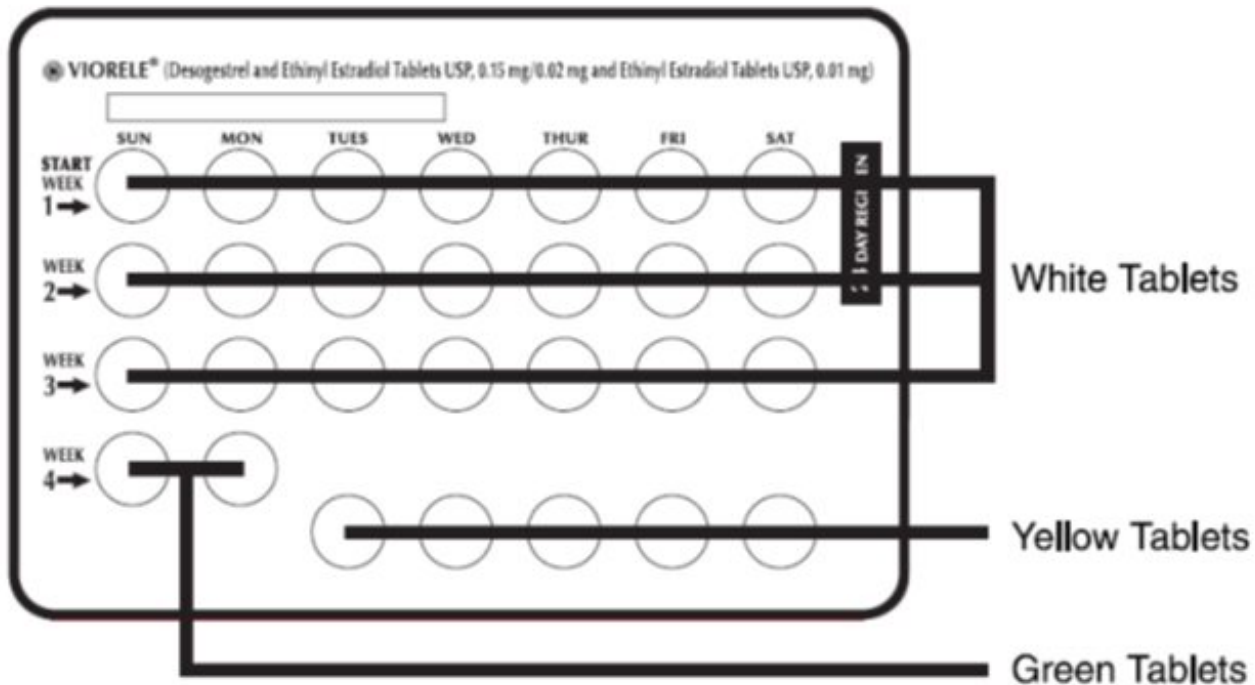 VIORELE® (Desogestrel and Ethinyl Estradiol Tablets USP, 0.15 mg/0.02 mg and Ethinyl Estradiol Tablets USP, 0.01 mg)
SUN MON TUES WED THUR FRI SAT
START
WEEK
1
DAY
WEEK
2
White Tablets
WEEK
3
WEEK
4
Yellow Tablets
Green Tablets